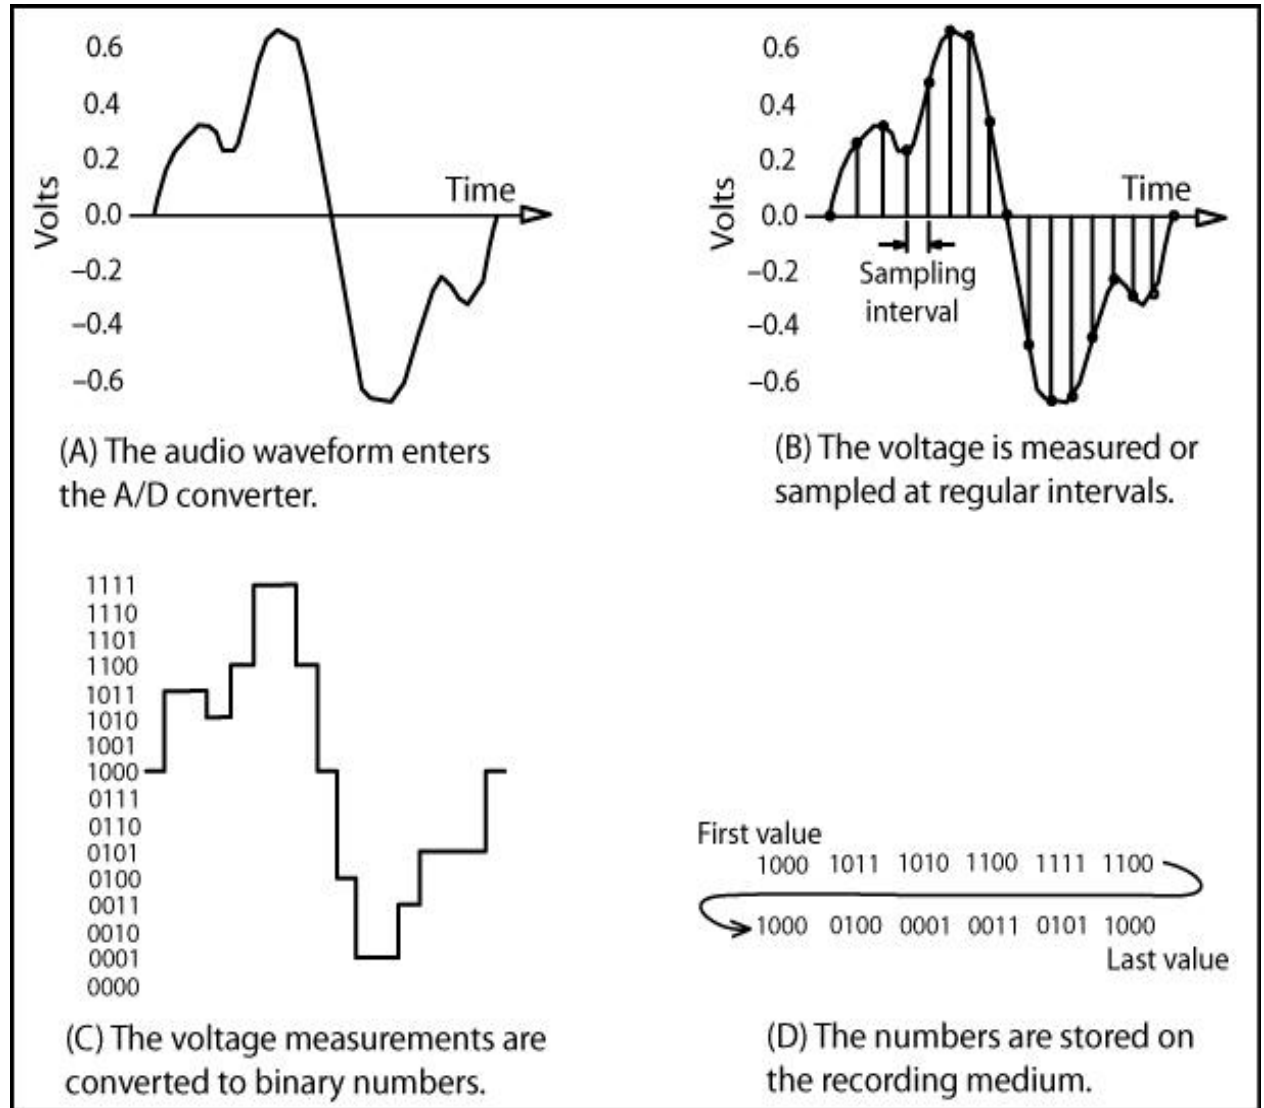 0.6
0.4
0.2
0.0
–0.2
–0.4
–0.6
Volts
Time
(A) The audio waveform enters
the A/D converter.
0.6
0.4
0.2
0.0
–0.2
–0.4
–0.6
Volts
Time
Sampling
interval
(B) The voltage is measured or
sampled at regular intervals.
1111
1110
1101
1100
1011
1010
1001
1000
0111
0110
0101
0100
0011
0010
0001
0000
(C) The voltage measurements are
converted to binary numbers.
First value
1000 1011 1010 1100 1111 1100
1000 0100 0001 0011 0101 1000
Last value
(D) The numbers are stored on
the recording medium.